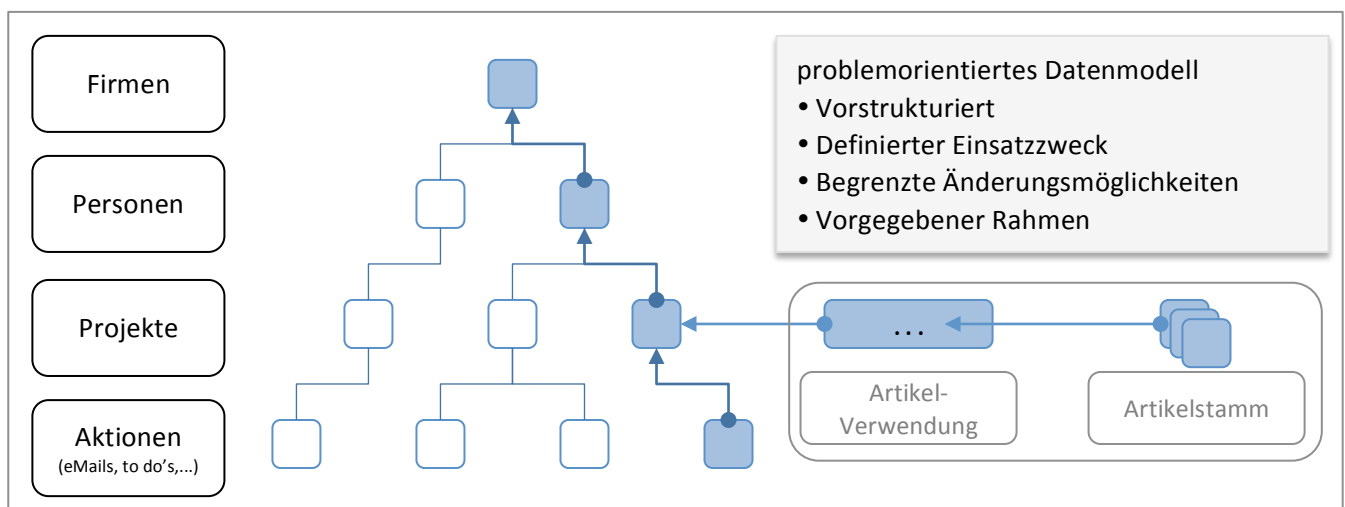 Firmen
Personen
Projekte
Aktionen
(eMails, to do's,...)
problemorientiertes Datenmodell
• Vorstrukturiert
• Definierter Einsatzzweck
• Begrenzte Änderungsmöglichkeiten
• Vorgegebener Rahmen
...
Artikel-
Verwendung
Artikelstamm